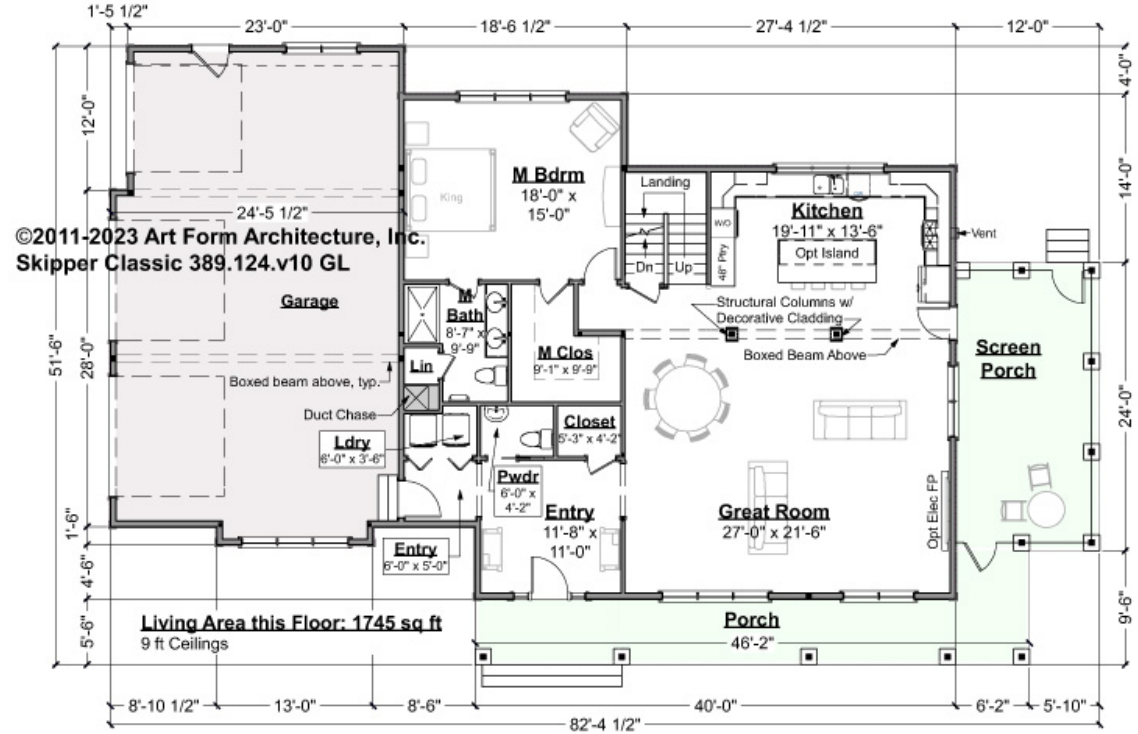 1'-5 1/2"
23'-0"
18'-6 1/2"
27'-4 1/2"
12'-0"
4'-0"
12'-0"
14'-0"
M Bdrm
18'-0" x
15'-0"
King
Landing
Dn
Up
W/O
48" Ptry
Kitchen
19'-11" x 13'-6"
Opt Island
Vent
24'-5 1/2"
©2011-2023 Art Form Architecture, Inc.
Skipper Classic 389.124.v10 GL
Garage
M
Bath
8'-7" x
9'-9"
Structural Columns w/
Decorative Cladding
Boxed Beam Above
M Clos
9'-1" x 9'-9"
Screen
Porch
51'-6"
28'-0"
24'-0"
Lin
Boxed beam above, typ.
Duct Chase
Ldry
6'-0" x 3'-6"
Closet
5'-3" x 4'-2"
Pwdr
6'-0" x
4'-2"
Entry
11'-8" x
11'-0"
Great Room
27'-0" x 21'-6"
Opt Elec FP
1'-6"
Entry
6'-0" x 5'-0"
4'-6"
5'-6"
9'-6"
Living Area this Floor: 1745 sq ft
9 ft Ceilings
Porch
46'-2"
8'-10 1/2"
13'-0"
8'-6"
40'-0"
6'-2"
5'-10"
82'-4 1/2"